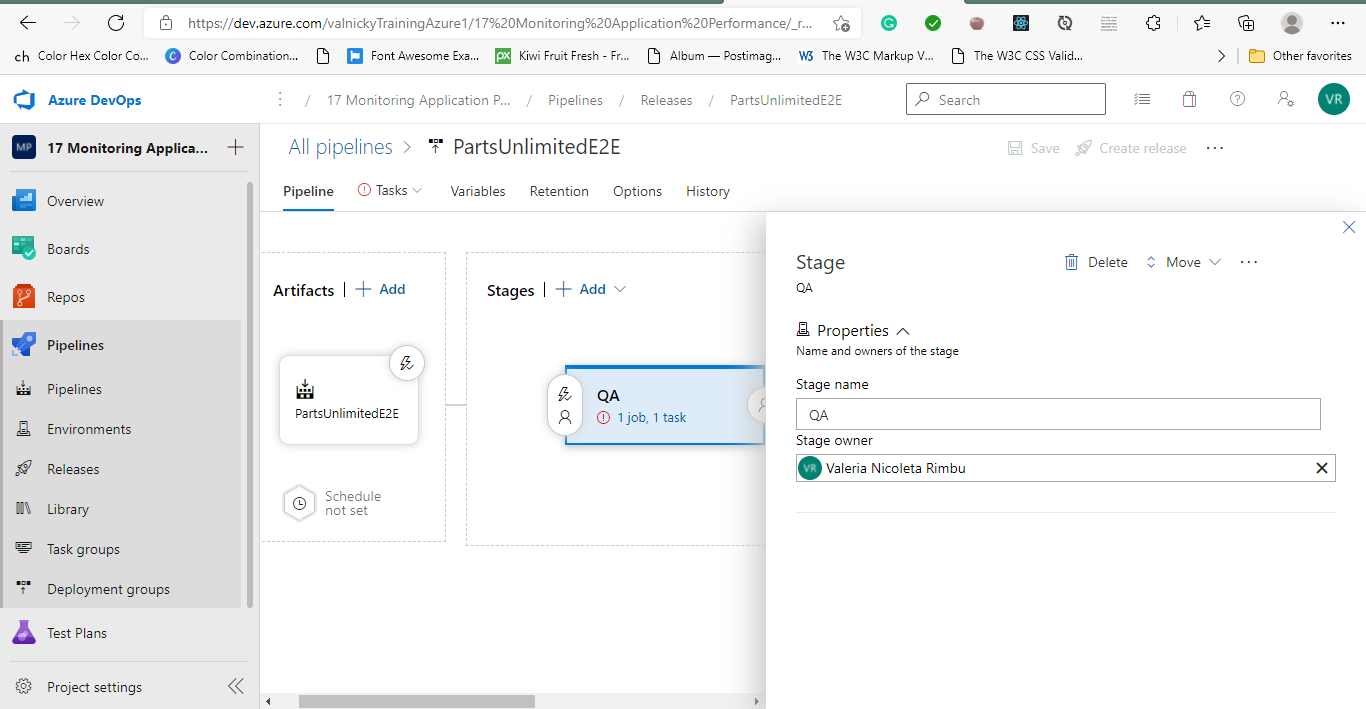 https://dev.azure.com/valnickyTrainingAzure1/17%20Monitoring%20Application%20Performance/_r...
ch Color Hex Color Co...
Color Combination...
Font Awesome Exa...
px Kiwi Fruit Fresh - Fr...
Album — Postimag...
W3 The W3C Markup V...
The W3C CSS Valid...
Other favorites
Azure DevOps
/ 17 Monitoring Application P... / Pipelines / Releases / PartsUnlimitedE2E
Search
VR
MP 17 Monitoring Applica...
All pipelines > PartsUnlimitedE2E
Save
Create release
Pipeline
Tasks
Variables
Retention
Options
History
Overview
Boards
Repos
Pipelines
Pipelines
Environments
Releases
Library
Task groups
Deployment groups
Test Plans
Project settings
Artifacts | + Add
PartsUnlimitedE2E
Schedule
not set
Stages | + Add
QA
1 job, 1 task
Stage
QA
Delete
Move
Properties
Name and owners of the stage
Stage name
QA
Stage owner
VR Valeria Nicoleta Rimbu